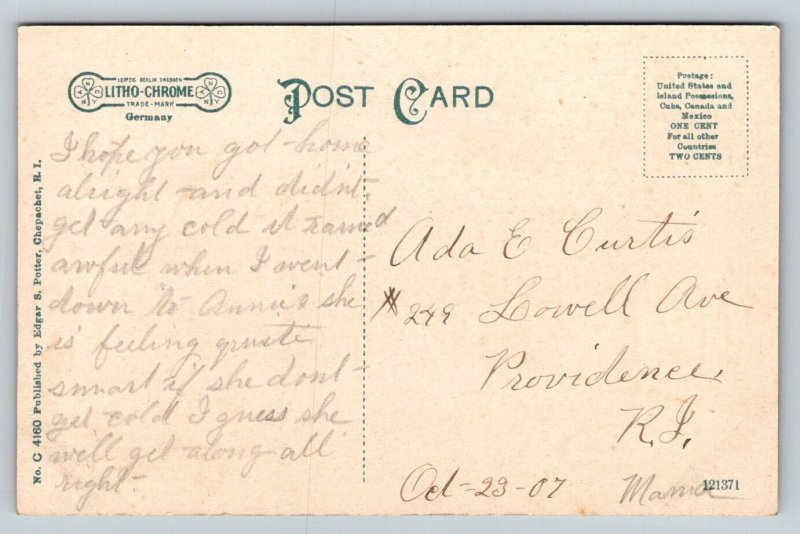 LEIPZIG BERLIN DRESDEN
LITHO-CHROME
TRADE-MARK
Germany
POST CARD
Postage:
United States and
Island Possessions,
Cuba, Canada and
Mexico
ONE CENT
For all other
Countries
TWO CENTS
No. C 4160 Published by Edgar S. Potter, Chepachet, R. I.
I hope you got home
alright and didnt
get any cold it rained
awful when I went
down to Annies she
is feeling quite
smart if she dont
get cold I guess she
will get along all
right
Ada E Curtis
# 249 Lowell Ave
Providence
R.I.
Oct-23-07
Mama
121371